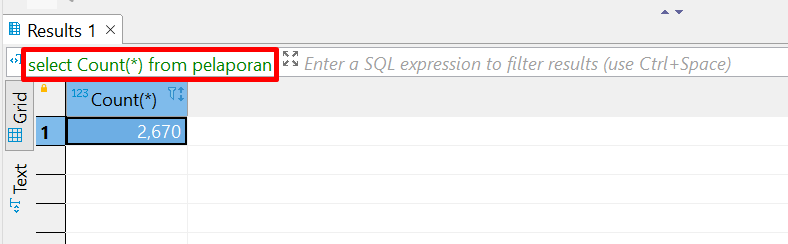 Results 1
select Count(*) from pelaporan
Enter a SQL expression to filter results (use Ctrl+Space)
Grid
123 Count(*)
1
2,670
Text